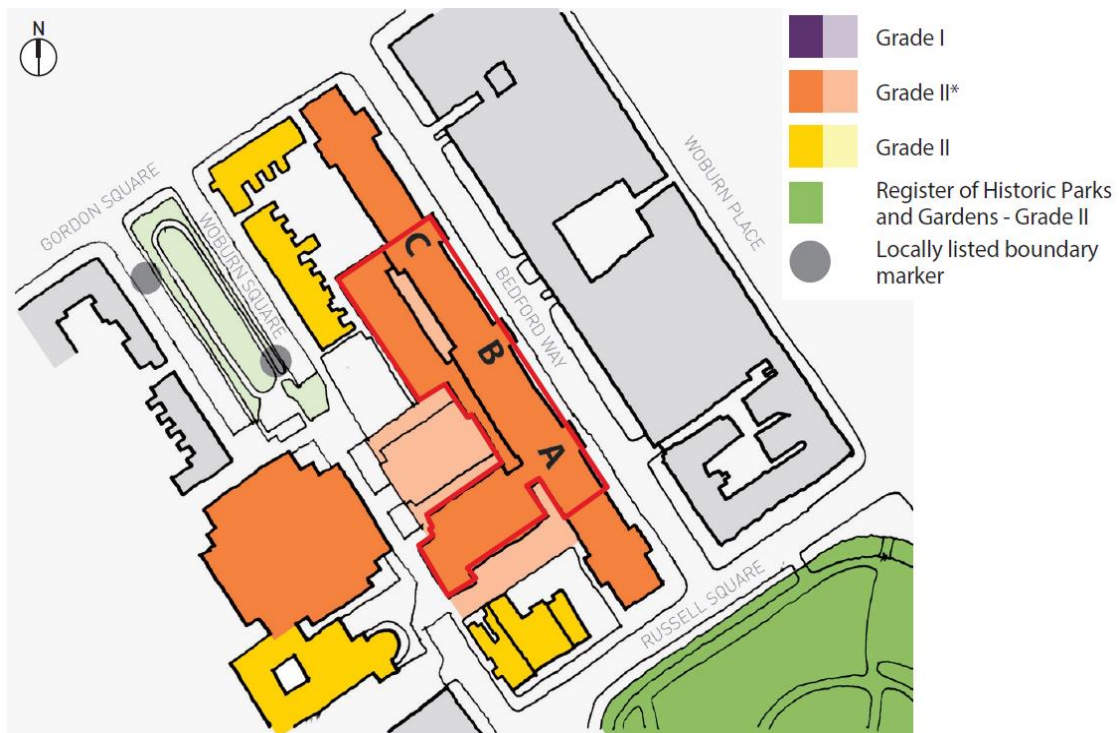 N
GORDON SQUARE
WOBURN SQUARE
WOBURN PLACE
BEDFORD WAY
RUSSELL SQUARE
C
B
A
Grade I
Grade II*
Grade II
Register of Historic Parks
and Gardens - Grade II
Locally listed boundary
marker